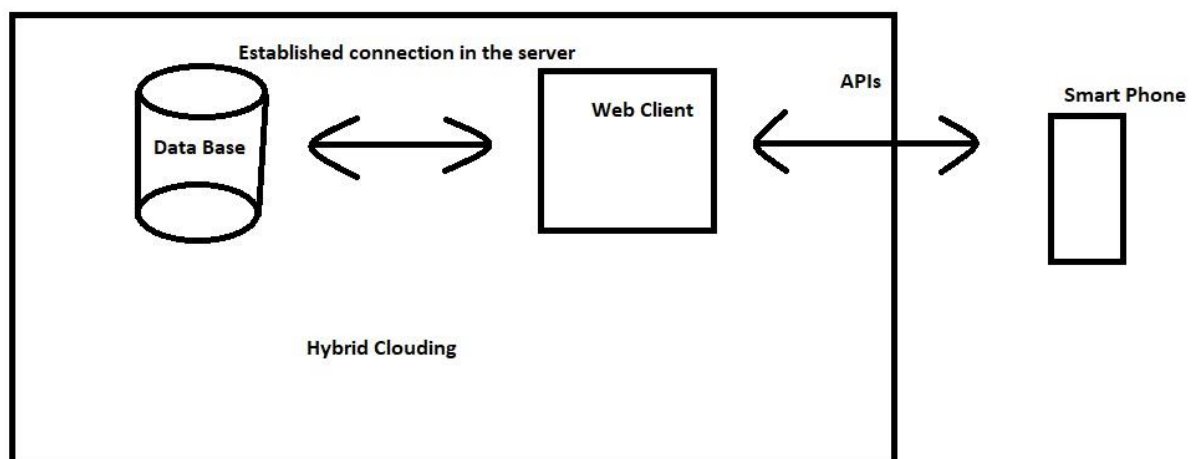 Established connection in the server
APIs
Smart Phone
Web Client
Data Base
Hybrid Clouding